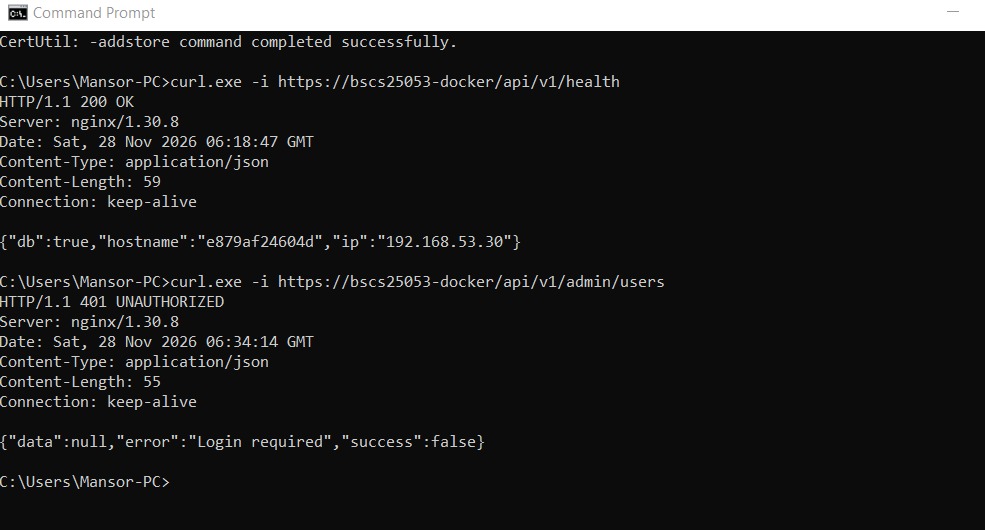 Command Prompt
CertUtil: -addstore command completed successfully.
C:\Users\Mansor-PC>curl.exe -i https://bscs25053-docker/api/v1/health
HTTP/1.1 200 OK
Server: nginx/1.30.8
Date: Sat, 28 Nov 2026 06:18:47 GMT
Content-Type: application/json
Content-Length: 59
Connection: keep-alive
{"db":true,"hostname":"e879af24604d","ip":"192.168.53.30"}
C:\Users\Mansor-PC>curl.exe -i https://bscs25053-docker/api/v1/admin/users
HTTP/1.1 401 UNAUTHORIZED
Server: nginx/1.30.8
Date: Sat, 28 Nov 2026 06:34:14 GMT
Content-Type: application/json
Content-Length: 55
Connection: keep-alive
{"data":null,"error":"Login required","success":false}
C:\Users\Mansor-PC>